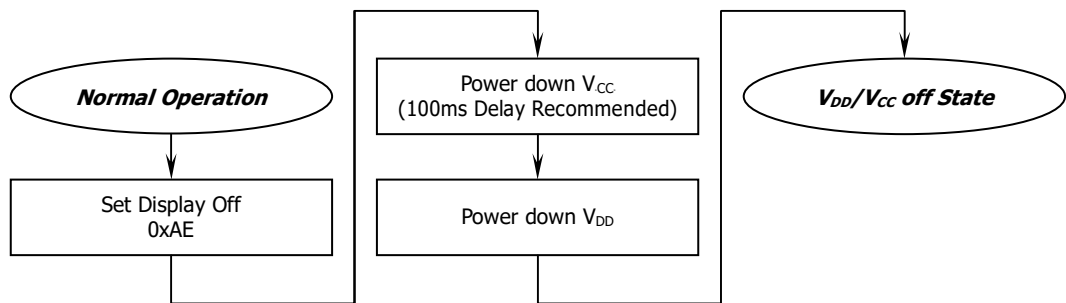 Normal Operation
Set Display Off
0xAE
Power down VCC
(100ms Delay Recommended)
Power down VDD
VDD/VCC off State